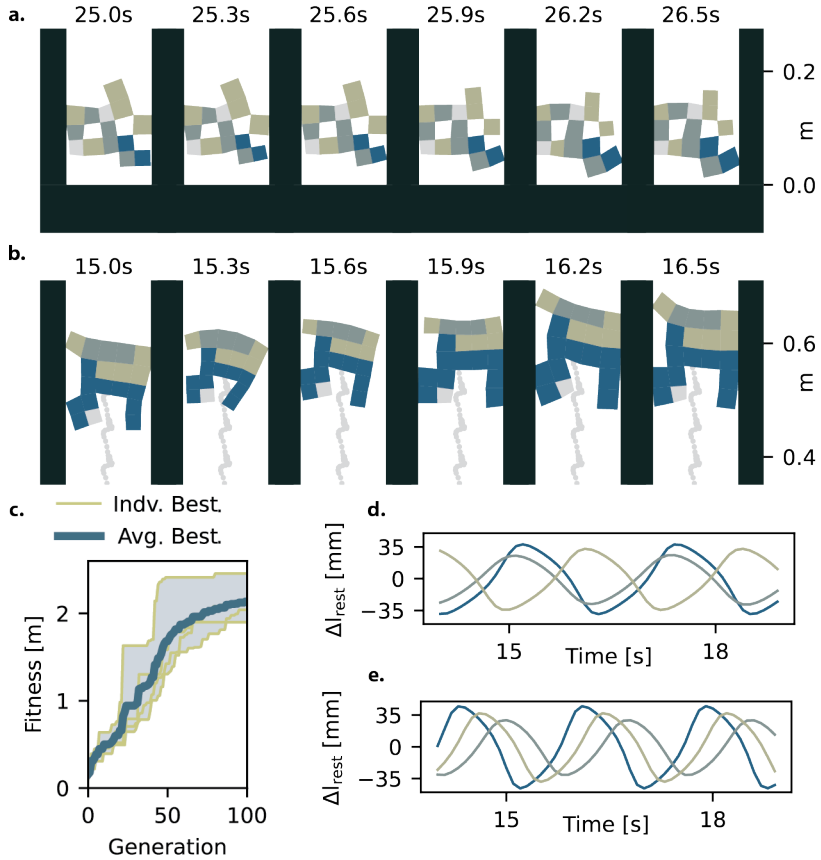 a.
25.0s 25.3s 25.6s 25.9s 26.2s 26.5s
0.2
m
0.0
b.
15.0s 15.3s 15.6s 15.9s 16.2s 16.5s
0.6
m
0.4
c.
Indv. Best.
Avg. Best.
Fitness [m]
2
1
0
0 50 100
Generation
d.
Δl_rest [mm]
35
0
−35
15 18
Time [s]
e.
Δl_rest [mm]
35
0
−35
15 18
Time [s]